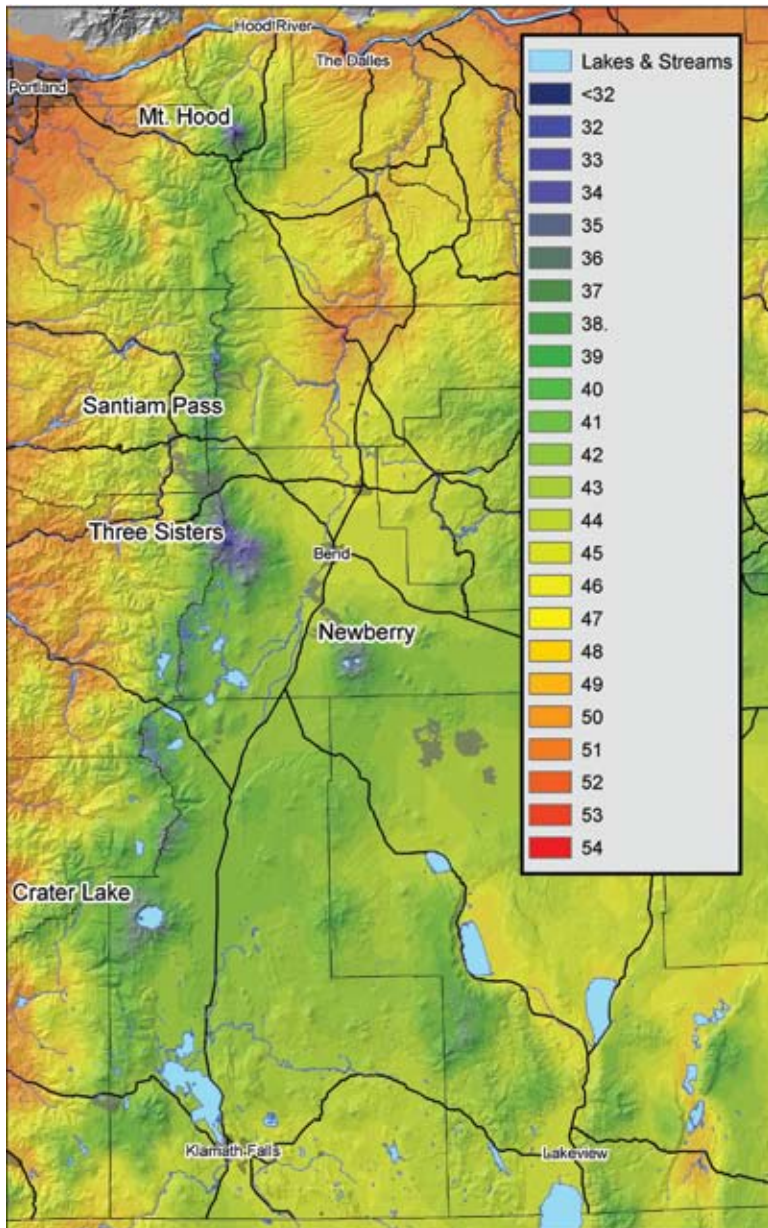 Hood River
The Dalles
Portland
Mt. Hood
Santiam Pass
Three Sisters
Bend
Newberry
Crater Lake
Klamath Falls
Lakeview
Lakes & Streams
<32
32
33
34
35
36
37
38.
39
40
41
42
43
44
45
46
47
48
49
50
51
52
53
54